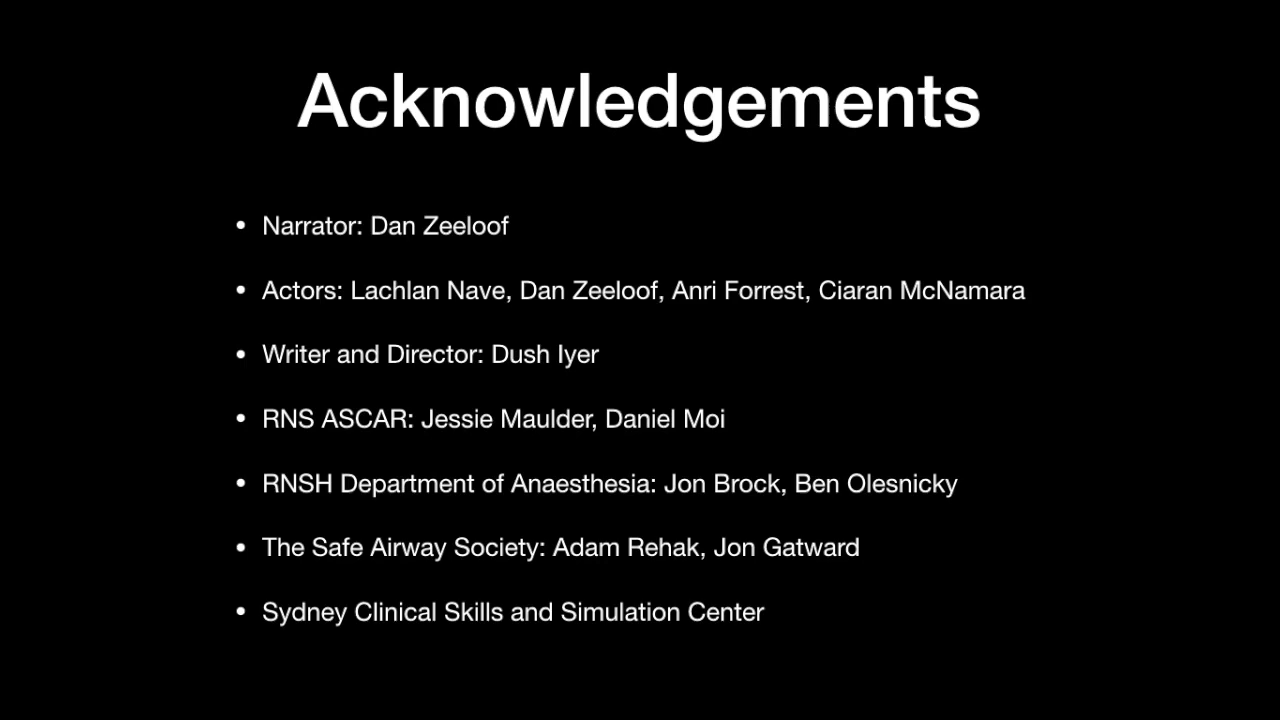 Acknowledgements
• Narrator: Dan Zeeloof
• Actors: Lachlan Nave, Dan Zeeloof, Anri Forrest, Ciaran McNamara
• Writer and Director: Dush Iyer
• RNS ASCAR: Jessie Maulder, Daniel Moi
• RNSH Department of Anaesthesia: Jon Brock, Ben Olesnicky
• The Safe Airway Society: Adam Rehak, Jon Gatward
• Sydney Clinical Skills and Simulation Center